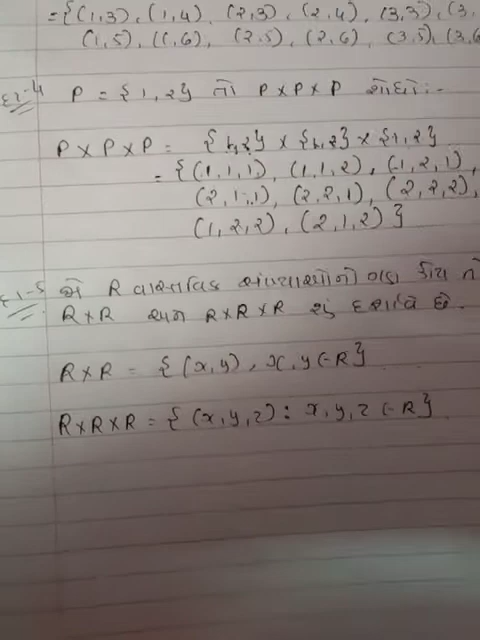 = {(1,3), (1,4), (2,3), (2,4), (3,3), (3,
(1,5), (1,6), (2,5), (2,6), (3,5), (3,6
દા-4 P = {1,2} તો P×P×P શોધો:-
P×P×P = {1,2} × {1,2} × {1,2}
= {(1,1,1), (1,1,2), (1,2,1),
(2,1,1), (2,2,1), (2,2,2),
(1,2,2), (2,1,2)}
દા-5 જો R વાસ્તવિક સંખ્યાઓનો ગણ હોય તો
R×R અને R×R×R શું દર્શાવે છે.
R×R = {(x,y), x,y ∈ R}
R×R×R = {(x,y,z): x,y,z ∈ R}